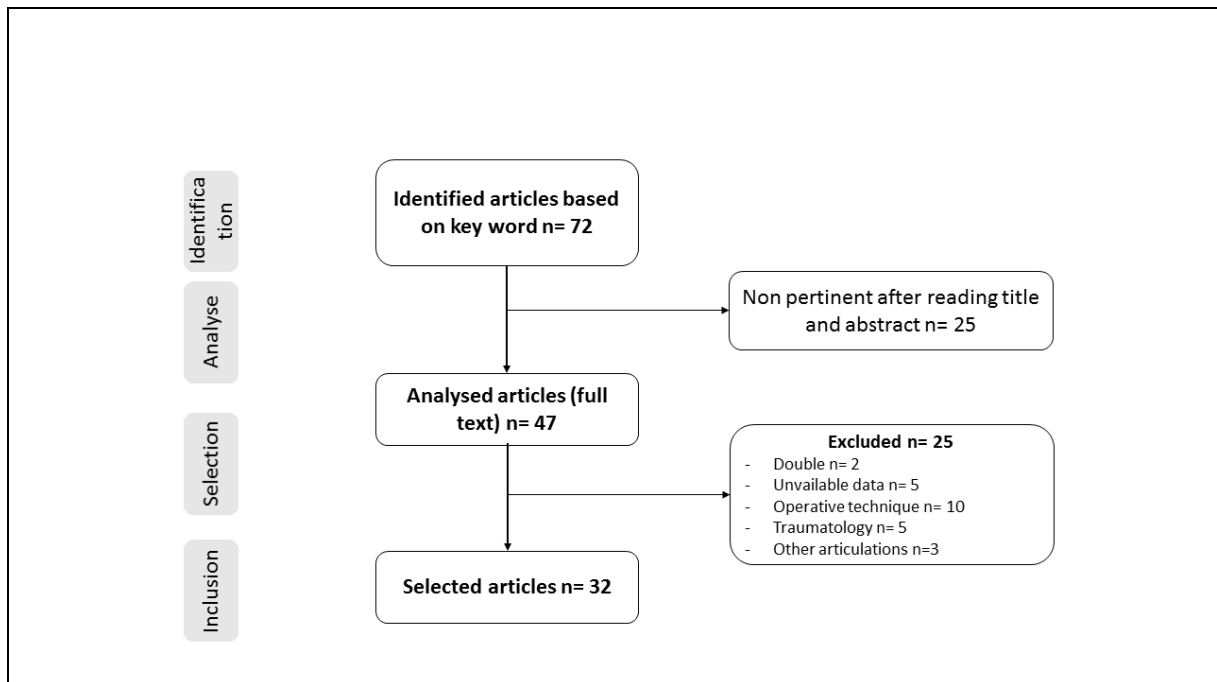 Identifica
tion
Identified articles based
on key word n= 72
Analyse
Non pertinent after reading title
and abstract n= 25
Analysed articles (full
text) n= 47
Selection
Excluded n= 25
- Double n= 2
- Unvailable data n= 5
- Operative technique n= 10
- Traumatology n= 5
- Other articulations n=3
Inclusion
Selected articles n= 32